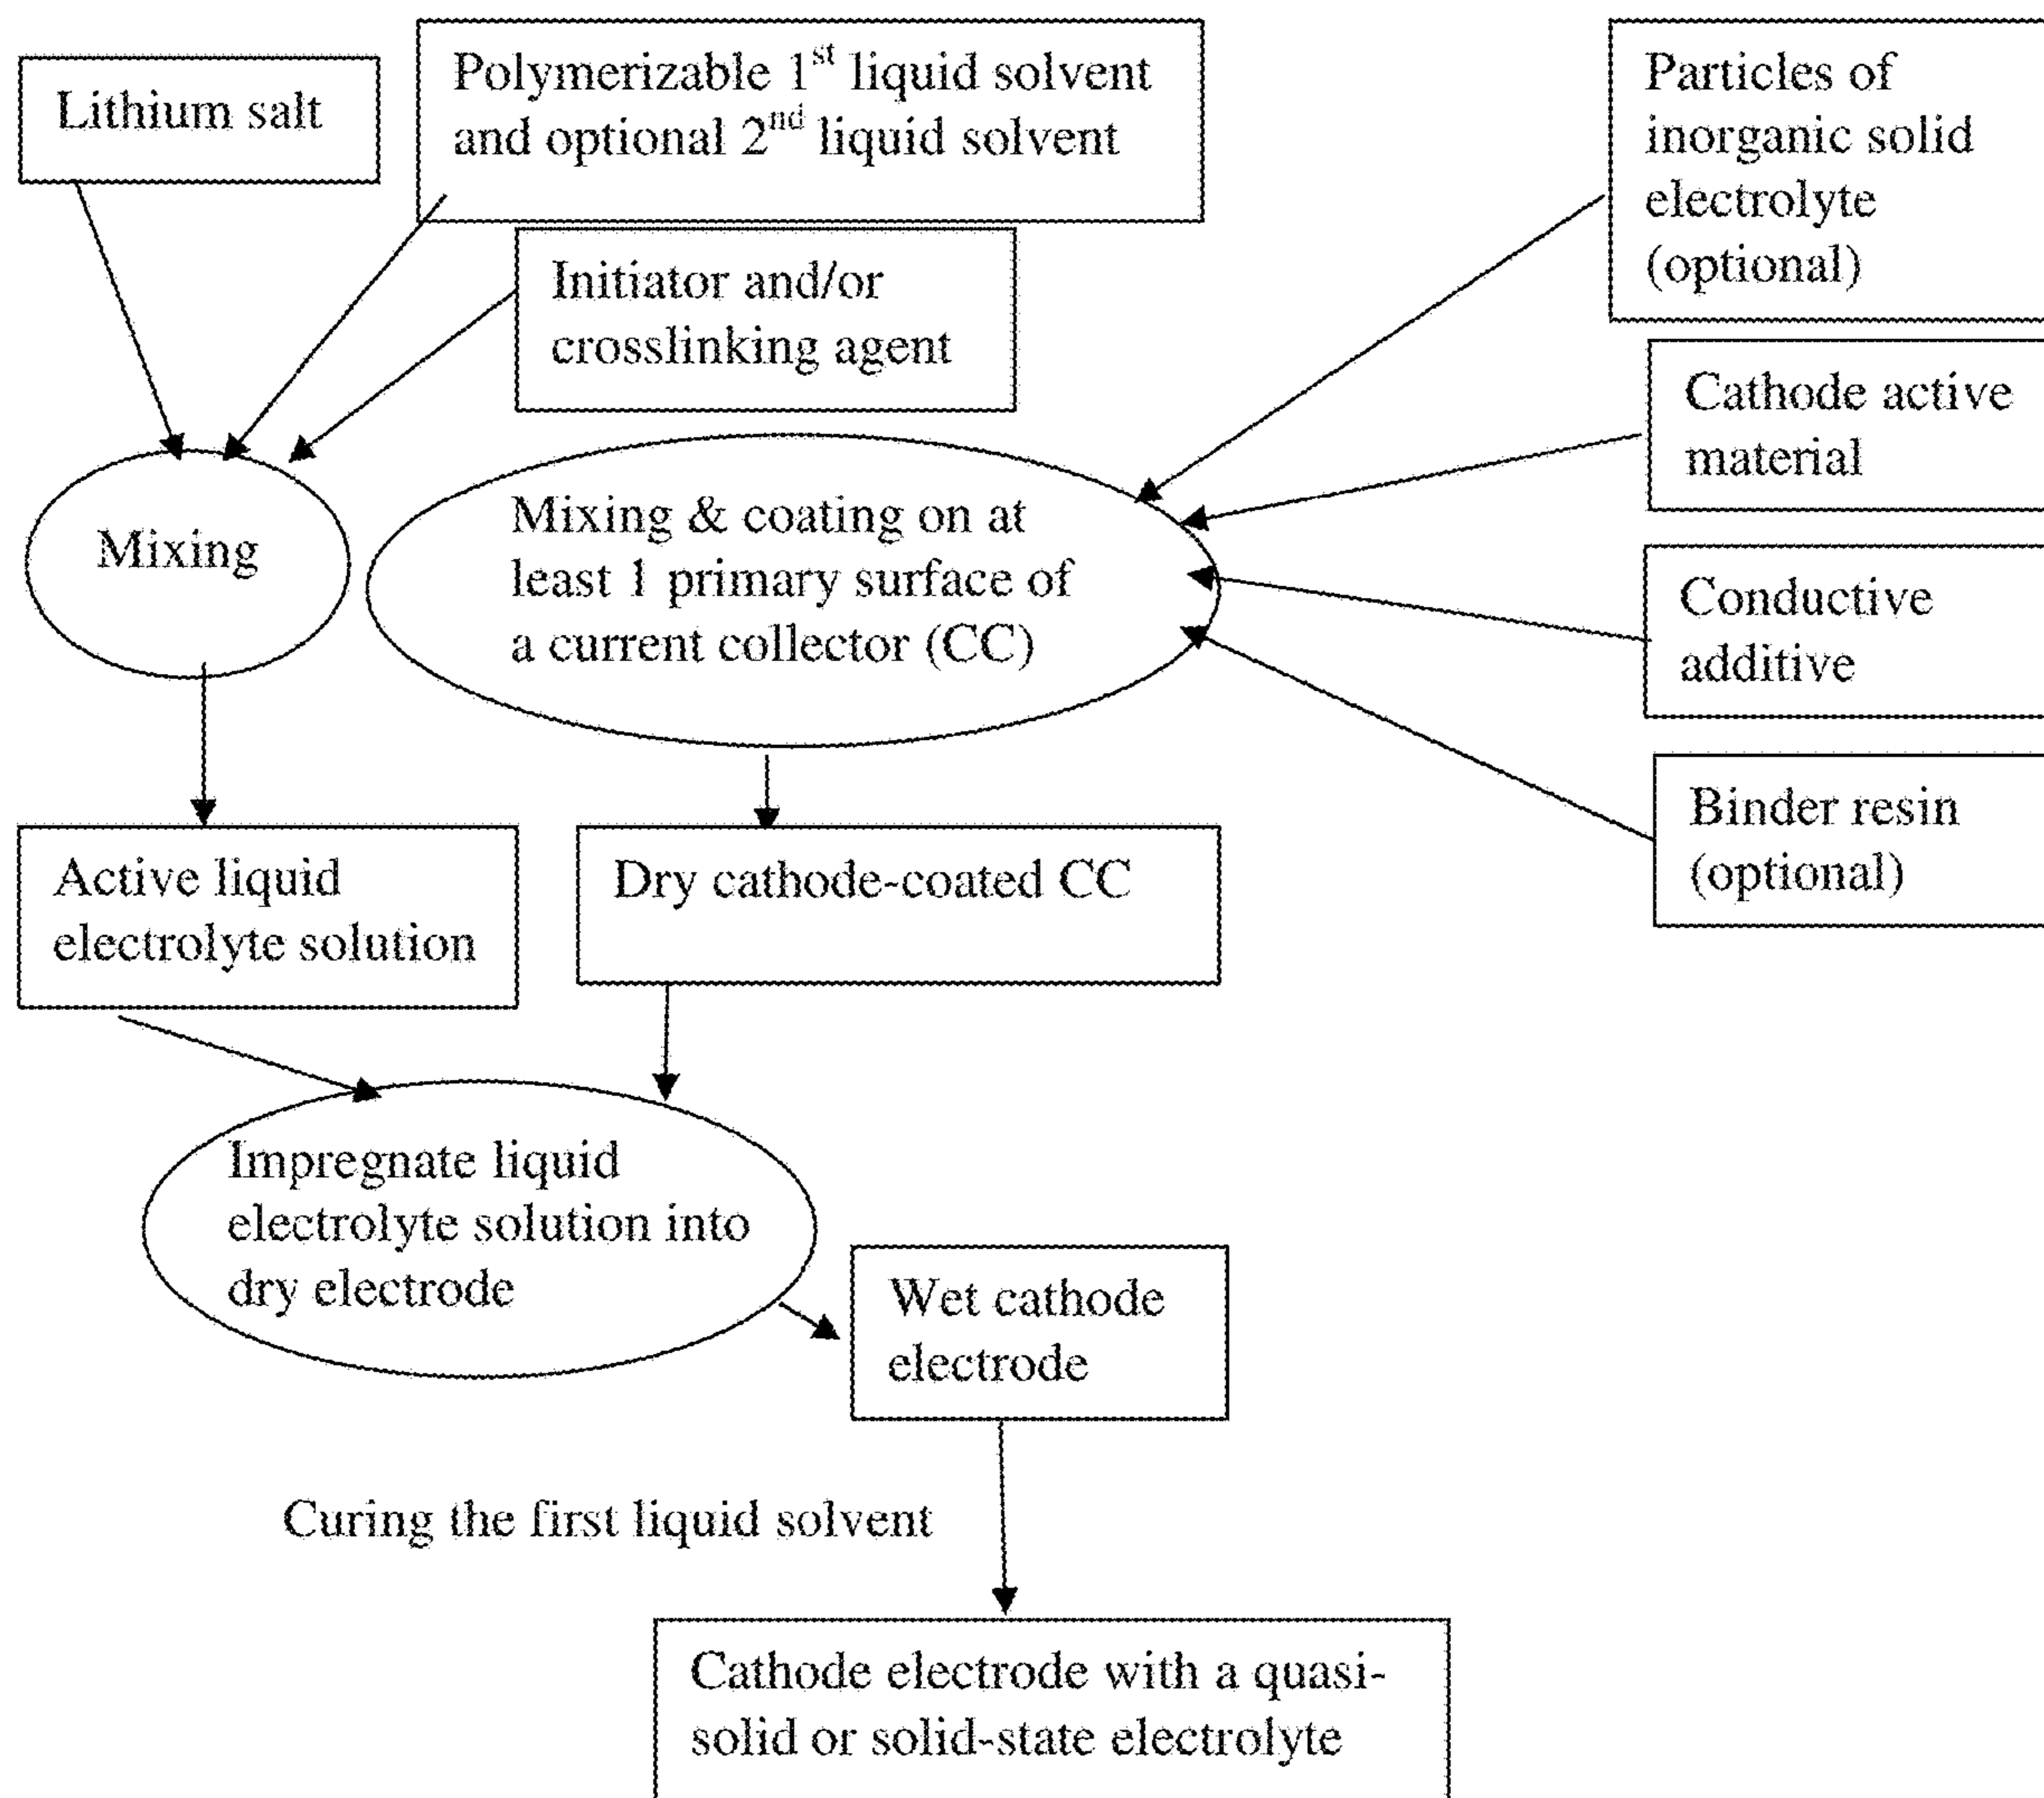 Lithium salt
Polymerizable 1st liquid solvent
and optional 2nd liquid solvent
Initiator and/or
crosslinking agent
Particles of
inorganic solid
electrolyte
(optional)
Cathode active
material
Conductive
additive
Binder resin
(optional)
Mixing
Mixing & coating on at
least 1 primary surface of
a current collector (CC)
Active liquid
electrolyte solution
Dry cathode-coated CC
Impregnate liquid
electrolyte solution into
dry electrode
Wet cathode
electrode
Curing the first liquid solvent
Cathode electrode with a quasi-
solid or solid-state electrolyte